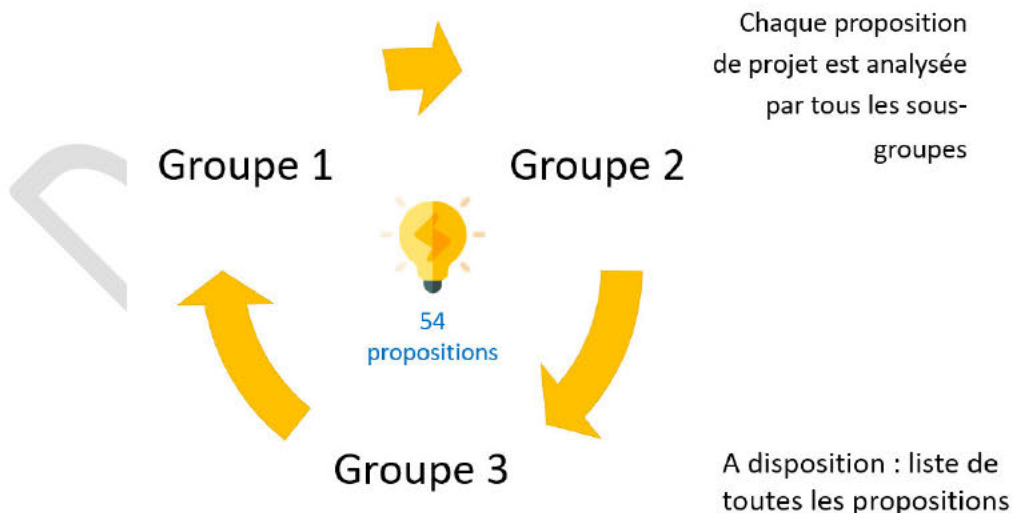 Chaque proposition
de projet est analysée
par tous les sous-
groupes
Groupe 1
Groupe 2
54
propositions
Groupe 3
A disposition : liste de
toutes les propositions